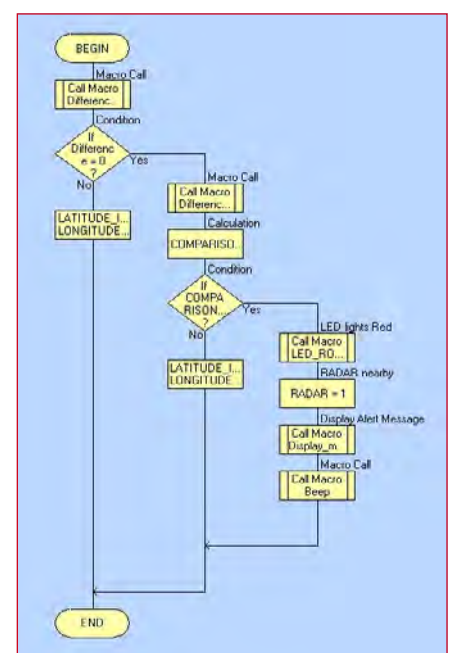 BEGIN
Macro Call
Call Macro
Differenc...
Condition
If
Differenc
e = 0
?
Yes
No
LATITUDE_I...
LONGITUDE...
Macro Call
Call Macro
Differenc...
Calculation
COMPARISO...
Condition
If
COMPA
RISON...
?
Yes
No
LATITUDE_I...
LONGITUDE...
LED lights Red
Call Macro
LED_RO...
RADAR nearby
RADAR = 1
Display Alert Message
Call Macro
Display_m...
Macro Call
Call Macro
Beep
END